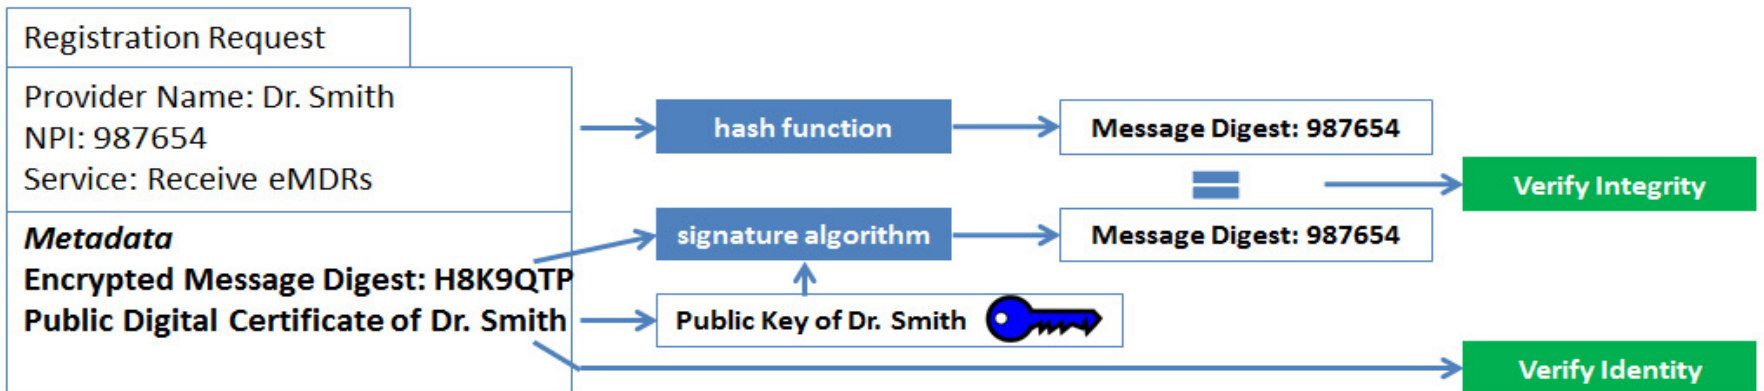 Registration Request
Provider Name: Dr. Smith
NPI: 987654
Service: Receive eMDRs
Metadata
Encrypted Message Digest: H8K9QTP
Public Digital Certificate of Dr. Smith
hash function
Message Digest: 987654
Verify Integrity
signature algorithm
Message Digest: 987654
Public Key of Dr. Smith
Verify Identity